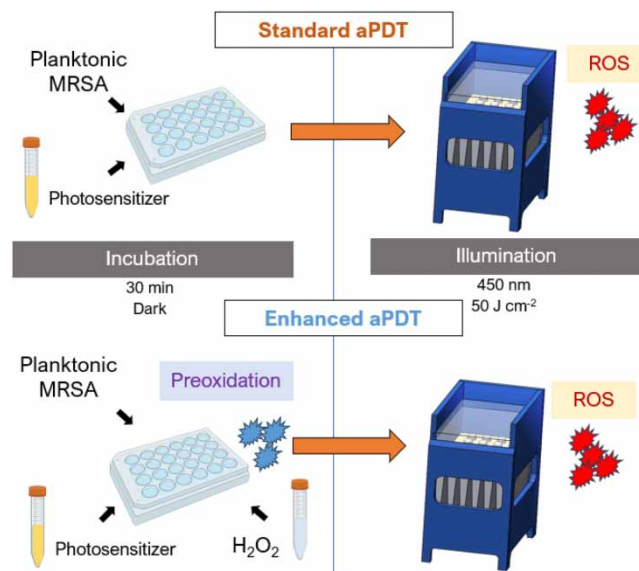 Standard aPDT
Planktonic
MRSA
Photosensitizer
ROS
Incubation
30 min
Dark
Illumination
450 nm
50 J cm⁻²
Enhanced aPDT
Planktonic
MRSA
Preoxidation
Photosensitizer
H₂O₂
ROS